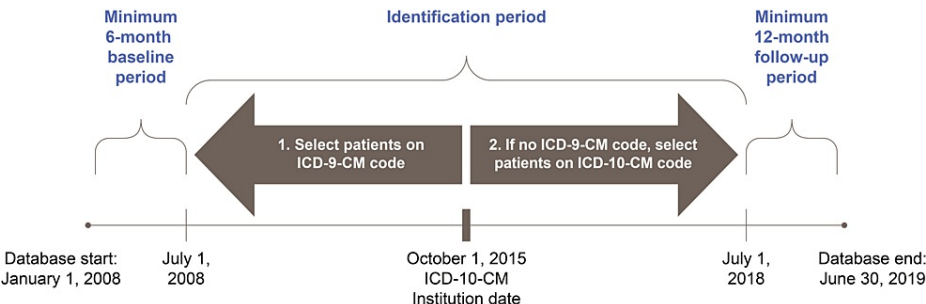 Minimum
6-month
baseline
period
Identification period
Minimum
12-month
follow-up
period
1. Select patients on
ICD-9-CM code
2. If no ICD-9-CM code, select
patients on ICD-10-CM code
Database start:
January 1, 2008
July 1,
2008
October 1, 2015
ICD-10-CM
Institution date
July 1,
2018
Database end:
June 30, 2019